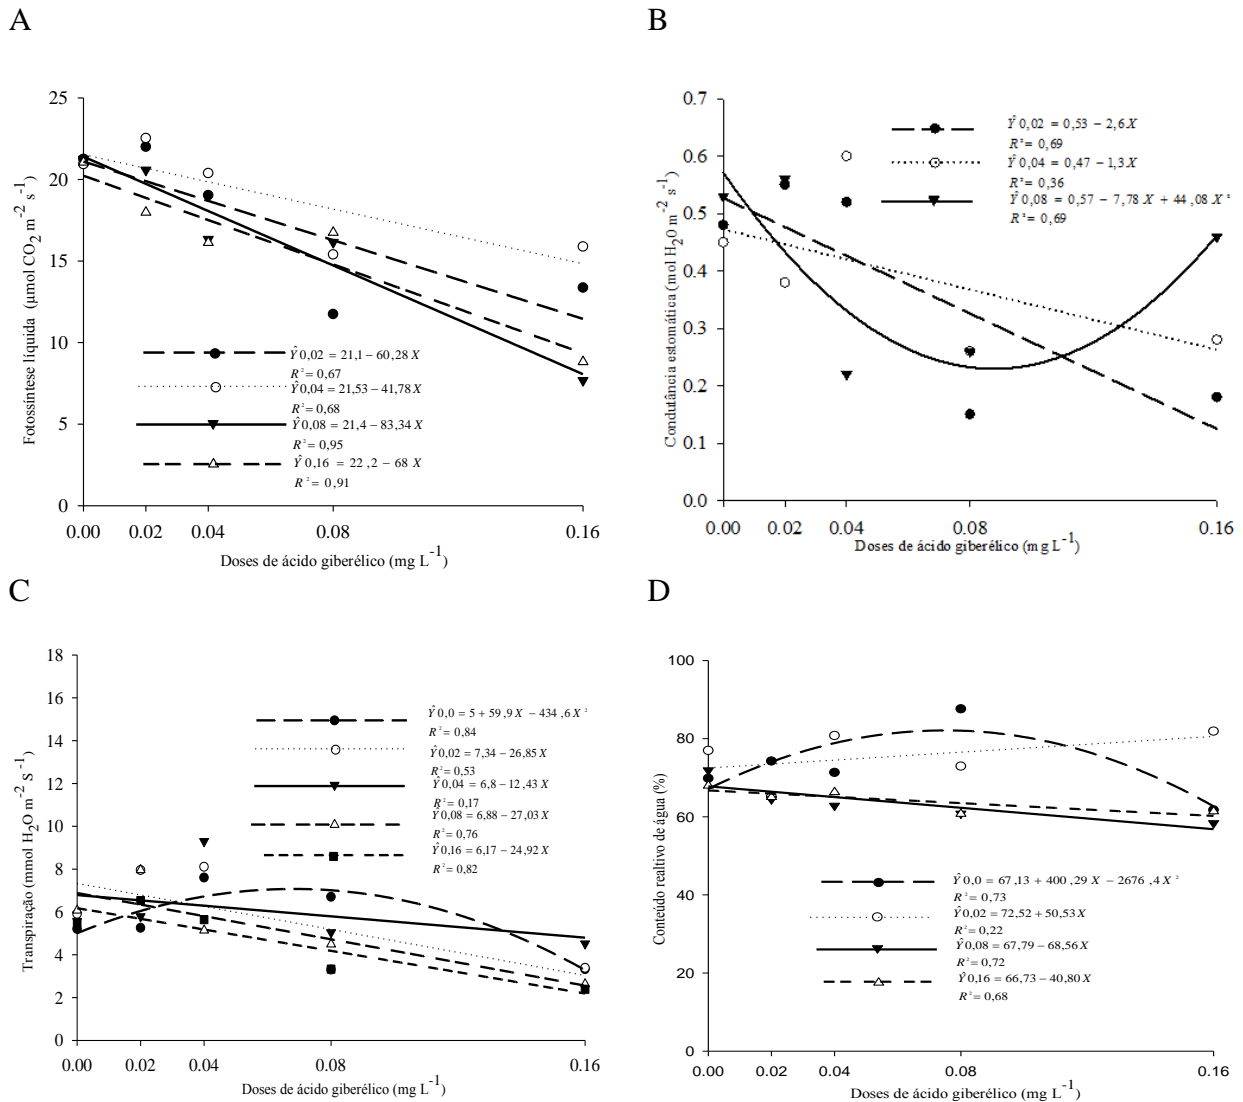 A
25
20
15
10
5
0
Fotossíntese líquida (µmol CO2 m-2 s-1)
Ŷ 0,02 = 21,1 − 60,28 X
R² = 0,67
Ŷ 0,04 = 21,53 − 41,78 X
R² = 0,68
Ŷ 0,08 = 21,4 − 83,34 X
R² = 0,95
Ŷ 0,16 = 22,2 − 68 X
R² = 0,91
0.00 0.02 0.04 0.08 0.16
Doses de ácido giberélico (mg L-1)
B
0.7
0.6
0.5
0.4
0.3
0.2
0.1
0.0
Condutância estomática (mol H2O m-2 s-1)
Ŷ 0,02 = 0,53 − 2,6 X
R² = 0,69
Ŷ 0,04 = 0,47 − 1,3 X
R² = 0,36
Ŷ 0,08 = 0,57 − 7,78 X + 44,08 X²
R² = 0,69
0.00 0.02 0.04 0.08 0.16
Doses de ácido giberélico (mg L-1)
C
18
16
14
12
10
8
6
4
2
0
Transpiração (mmol H2O m-2 s-1)
Ŷ 0,0 = 5 + 59,9 X − 434,6 X²
R² = 0,84
Ŷ 0,02 = 7,34 − 26,85 X
R² = 0,53
Ŷ 0,04 = 6,8 − 12,43 X
R² = 0,17
Ŷ 0,08 = 6,88 − 27,03 X
R² = 0,76
Ŷ 0,16 = 6,17 − 24,92 X
R² = 0,82
0.00 0.02 0.04 0.08 0.16
Doses de ácido giberélico (mg L-1)
D
100
80
60
40
20
0
Conteúdo realtivo de água (%)
Ŷ 0,0 = 67,13 + 400,29 X − 2676,4 X²
R² = 0,73
Ŷ 0,02 = 72,52 + 50,53 X
R² = 0,22
Ŷ 0,08 = 67,79 − 68,56 X
R² = 0,72
Ŷ 0,16 = 66,73 − 40,80 X
R² = 0,68
0.00 0.02 0.04 0.08 0.16
Doses de ácido giberélico (mg L-1)